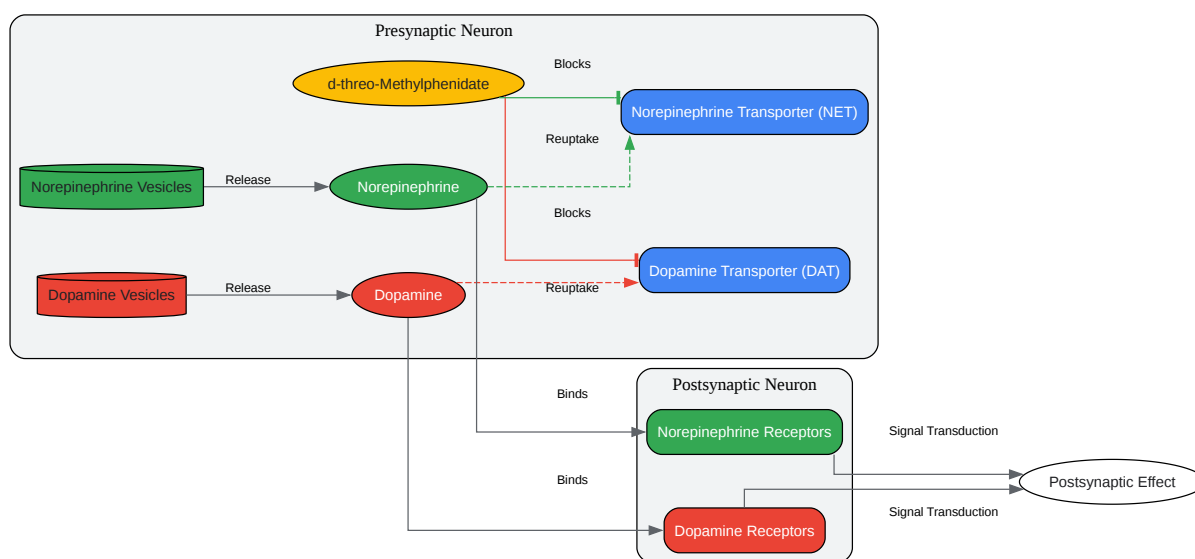 Presynaptic Neuron
Blocks
d-threo-Methylphenidate
Norepinephrine Transporter (NET)
Reuptake
Norepinephrine Vesicles
Release
Norepinephrine
Blocks
Dopamine Transporter (DAT)
Dopamine Vesicles
Release
Dopamine
Reuptake
Postsynaptic Neuron
Binds
Norepinephrine Receptors
Signal Transduction
Postsynaptic Effect
Binds
Signal Transduction
Dopamine Receptors